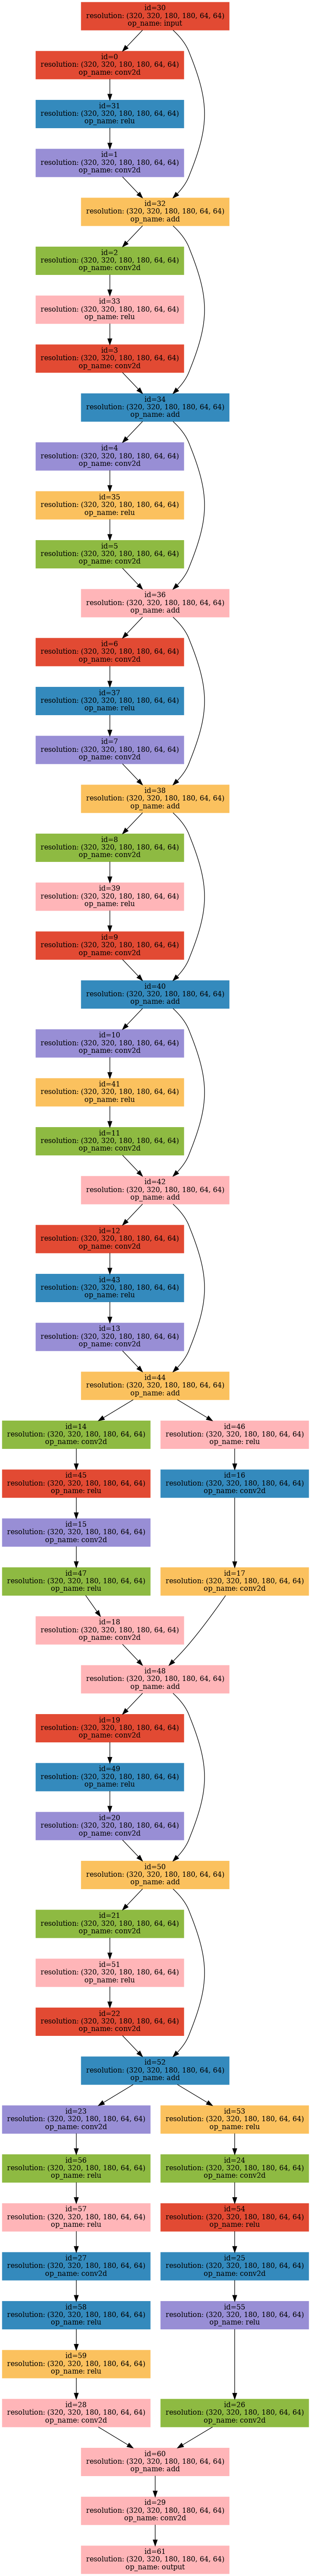 id=30
resolution: (320, 320, 180, 180, 64, 64)
op_name: input
id=0
resolution: (320, 320, 180, 180, 64, 64)
op_name: conv2d
id=31
resolution: (320, 320, 180, 180, 64, 64)
op_name: relu
id=1
resolution: (320, 320, 180, 180, 64, 64)
op_name: conv2d
id=32
resolution: (320, 320, 180, 180, 64, 64)
op_name: add
id=2
resolution: (320, 320, 180, 180, 64, 64)
op_name: conv2d
id=33
resolution: (320, 320, 180, 180, 64, 64)
op_name: relu
id=3
resolution: (320, 320, 180, 180, 64, 64)
op_name: conv2d
id=34
resolution: (320, 320, 180, 180, 64, 64)
op_name: add
id=4
resolution: (320, 320, 180, 180, 64, 64)
op_name: conv2d
id=35
resolution: (320, 320, 180, 180, 64, 64)
op_name: relu
id=5
resolution: (320, 320, 180, 180, 64, 64)
op_name: conv2d
id=36
resolution: (320, 320, 180, 180, 64, 64)
op_name: add
id=6
resolution: (320, 320, 180, 180, 64, 64)
op_name: conv2d
id=37
resolution: (320, 320, 180, 180, 64, 64)
op_name: relu
id=7
resolution: (320, 320, 180, 180, 64, 64)
op_name: conv2d
id=38
resolution: (320, 320, 180, 180, 64, 64)
op_name: add
id=8
resolution: (320, 320, 180, 180, 64, 64)
op_name: conv2d
id=39
resolution: (320, 320, 180, 180, 64, 64)
op_name: relu
id=9
resolution: (320, 320, 180, 180, 64, 64)
op_name: conv2d
id=40
resolution: (320, 320, 180, 180, 64, 64)
op_name: add
id=10
resolution: (320, 320, 180, 180, 64, 64)
op_name: conv2d
id=41
resolution: (320, 320, 180, 180, 64, 64)
op_name: relu
id=11
resolution: (320, 320, 180, 180, 64, 64)
op_name: conv2d
id=42
resolution: (320, 320, 180, 180, 64, 64)
op_name: add
id=12
resolution: (320, 320, 180, 180, 64, 64)
op_name: conv2d
id=43
resolution: (320, 320, 180, 180, 64, 64)
op_name: relu
id=13
resolution: (320, 320, 180, 180, 64, 64)
op_name: conv2d
id=44
resolution: (320, 320, 180, 180, 64, 64)
op_name: add
id=14
resolution: (320, 320, 180, 180, 64, 64)
op_name: conv2d
id=46
resolution: (320, 320, 180, 180, 64, 64)
op_name: relu
id=45
resolution: (320, 320, 180, 180, 64, 64)
op_name: relu
id=16
resolution: (320, 320, 180, 180, 64, 64)
op_name: conv2d
id=15
resolution: (320, 320, 180, 180, 64, 64)
op_name: conv2d
id=47
resolution: (320, 320, 180, 180, 64, 64)
op_name: relu
id=17
resolution: (320, 320, 180, 180, 64, 64)
op_name: conv2d
id=18
resolution: (320, 320, 180, 180, 64, 64)
op_name: conv2d
id=48
resolution: (320, 320, 180, 180, 64, 64)
op_name: add
id=19
resolution: (320, 320, 180, 180, 64, 64)
op_name: conv2d
id=49
resolution: (320, 320, 180, 180, 64, 64)
op_name: relu
id=20
resolution: (320, 320, 180, 180, 64, 64)
op_name: conv2d
id=50
resolution: (320, 320, 180, 180, 64, 64)
op_name: add
id=21
resolution: (320, 320, 180, 180, 64, 64)
op_name: conv2d
id=51
resolution: (320, 320, 180, 180, 64, 64)
op_name: relu
id=22
resolution: (320, 320, 180, 180, 64, 64)
op_name: conv2d
id=52
resolution: (320, 320, 180, 180, 64, 64)
op_name: add
id=23
resolution: (320, 320, 180, 180, 64, 64)
op_name: conv2d
id=53
resolution: (320, 320, 180, 180, 64, 64)
op_name: relu
id=56
resolution: (320, 320, 180, 180, 64, 64)
op_name: relu
id=24
resolution: (320, 320, 180, 180, 64, 64)
op_name: conv2d
id=57
resolution: (320, 320, 180, 180, 64, 64)
op_name: relu
id=54
resolution: (320, 320, 180, 180, 64, 64)
op_name: relu
id=27
resolution: (320, 320, 180, 180, 64, 64)
op_name: conv2d
id=25
resolution: (320, 320, 180, 180, 64, 64)
op_name: conv2d
id=58
resolution: (320, 320, 180, 180, 64, 64)
op_name: relu
id=55
resolution: (320, 320, 180, 180, 64, 64)
op_name: relu
id=59
resolution: (320, 320, 180, 180, 64, 64)
op_name: relu
id=28
resolution: (320, 320, 180, 180, 64, 64)
op_name: conv2d
id=26
resolution: (320, 320, 180, 180, 64, 64)
op_name: conv2d
id=60
resolution: (320, 320, 180, 180, 64, 64)
op_name: add
id=29
resolution: (320, 320, 180, 180, 64, 64)
op_name: conv2d
id=61
resolution: (320, 320, 180, 180, 64, 64)
op_name: output